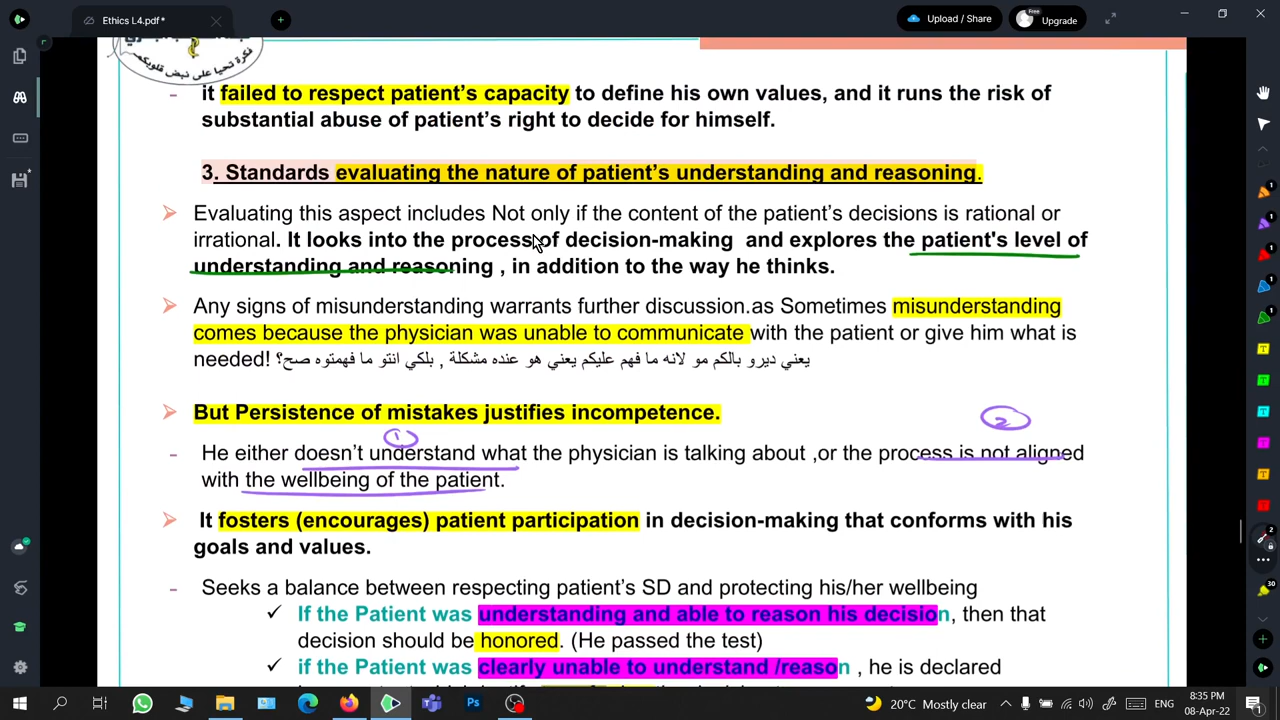 Ethics L4.pdf*
Upload / Share
Free
Upgrade
فكرة تحيا على نبض قلوبكم
- it failed to respect patient’s capacity to define his own values, and it runs the risk of
substantial abuse of patient’s right to decide for himself.
3. Standards evaluating the nature of patient’s understanding and reasoning.
Evaluating this aspect includes Not only if the content of the patient’s decisions is rational or
irrational. It looks into the process of decision-making and explores the patient's level of
understanding and reasoning , in addition to the way he thinks.
Any signs of misunderstanding warrants further discussion.as Sometimes misunderstanding
comes because the physician was unable to communicate with the patient or give him what is
needed! يعني ديرو بالكم مو لانه ما فهم عليكم يعني هو عنده مشكلة , بلكي انتو ما فهمتوه صح؟
But Persistence of mistakes justifies incompetence.
1
2
- He either doesn’t understand what the physician is talking about ,or the process is not aligned
with the wellbeing of the patient.
It fosters (encourages) patient participation in decision-making that conforms with his
goals and values.
- Seeks a balance between respecting patient’s SD and protecting his/her wellbeing
✓ If the Patient was understanding and able to reason his decision, then that
decision should be honored. (He passed the test)
✓ if the Patient was clearly unable to understand /reason , he is declared
20°C Mostly clear
8:35 PM
08-Apr-22